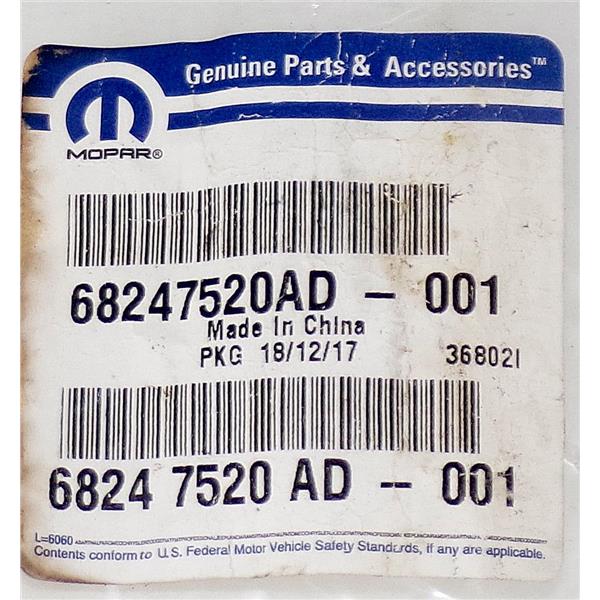 Genuine Parts & Accessories™
MOPAR®
68247520AD - 001
Made In China
PKG 18/12/17 36802I
6824 7520 AD - 001
L=6060
Contents conform to U.S. Federal Motor Vehicle Safety Standards, if any are applicable.